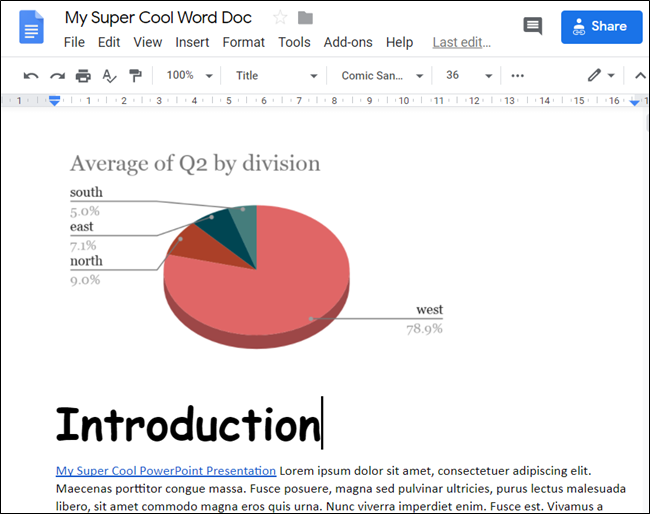 My Super Cool Word Doc
File Edit View Insert Format Tools Add-ons Help Last edit...
Share
100% Title Comic San... 36
1 1 2 3 4 5 6 7 8 9 10 11 12 13 14 15 16 1
Average of Q2 by division
south
5.0%
east
7.1%
north
9.0%
west
78.9%
Introduction
My Super Cool PowerPoint Presentation Lorem ipsum dolor sit amet, consectetuer adipiscing elit.
Maecenas porttitor congue massa. Fusce posuere, magna sed pulvinar ultricies, purus lectus malesuada
libero, sit amet commodo magna eros quis urna. Nunc viverra imperdiet enim. Fusce est. Vivamus a